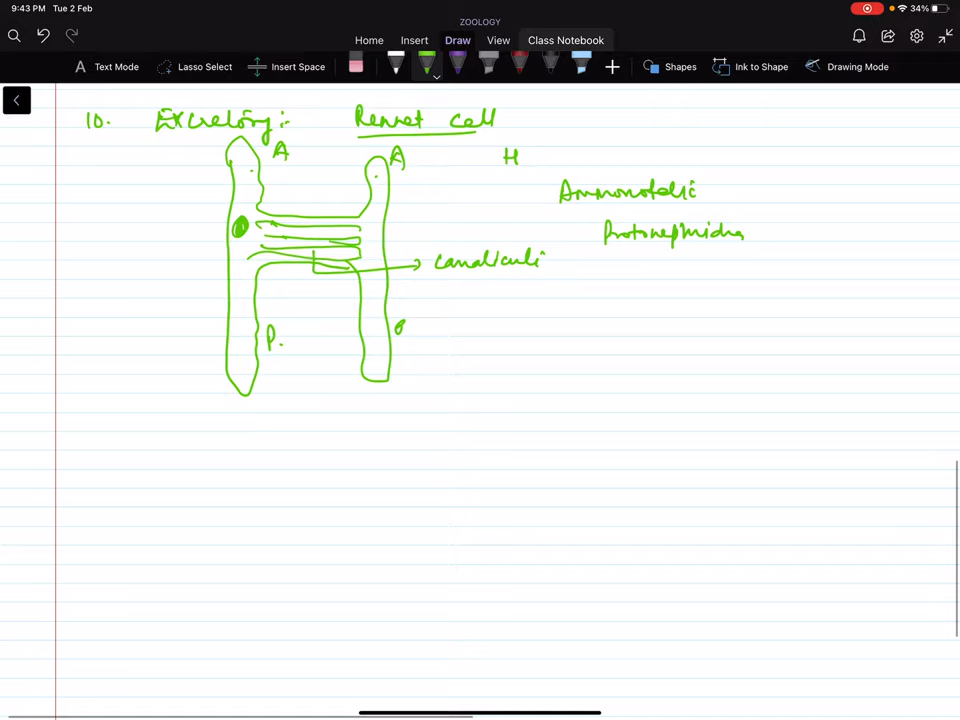 9:43 PM Tue 2 Feb
34%
ZOOLOGY
Home Insert Draw View Class Notebook
Text Mode Lasso Select Insert Space Shapes Ink to Shape Drawing Mode
10. Excretory:- Rennet cell
A A H
Ammonotelic
Protonephridia
canaliculi
P.